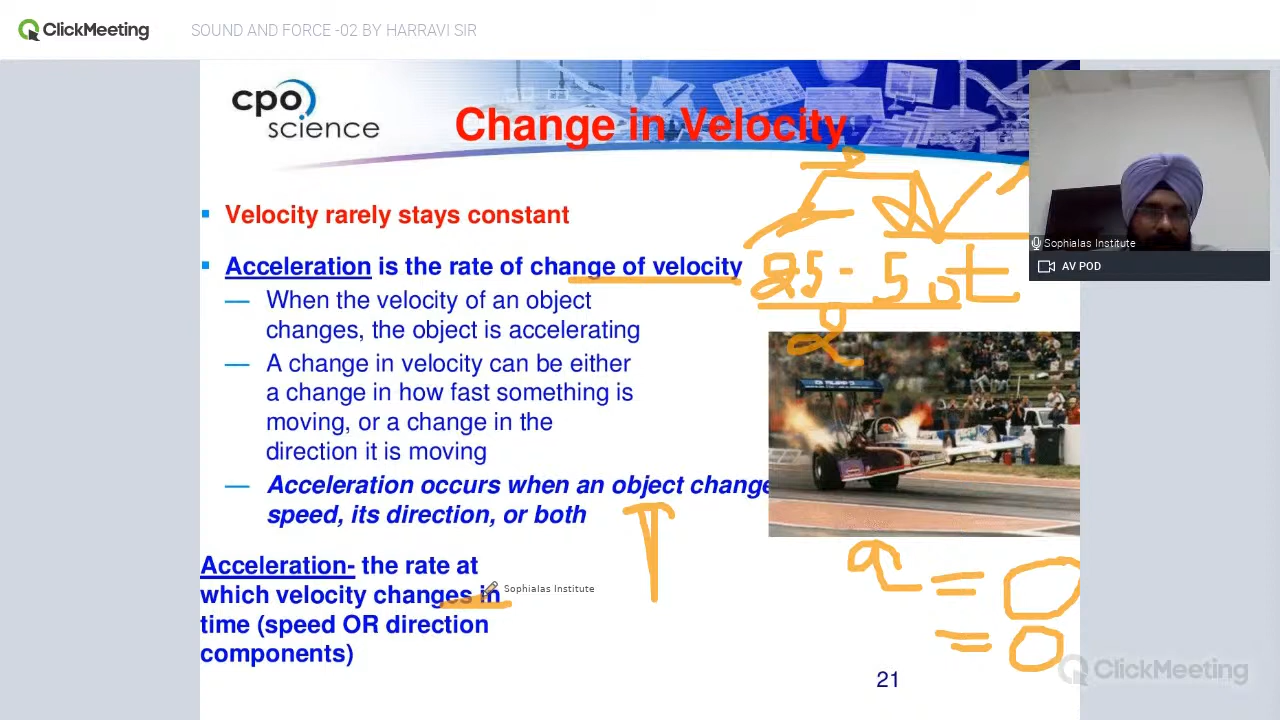 ClickMeeting
SOUND AND FORCE -02 BY HARRAVI SIR
cpo
science
Change in Velocity
Velocity rarely stays constant
Acceleration is the rate of change of velocity
— When the velocity of an object
changes, the object is accelerating
— A change in velocity can be either
a change in how fast something is
moving, or a change in the
direction it is moving
— Acceleration occurs when an object change
speed, its direction, or both
Acceleration- the rate at
which velocity changes in
time (speed OR direction
components)
Sophialas Institute
25 - 5
2
a = 0
= 0
21
Sophialas Institute
AV POD
ClickMeeting